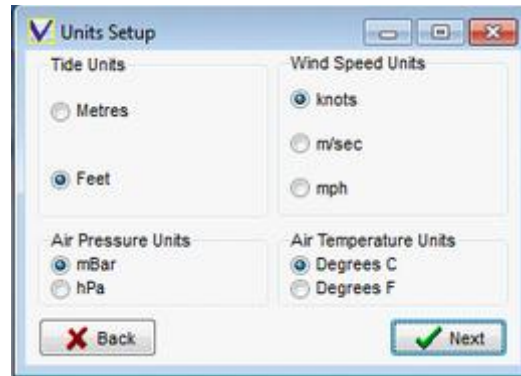 Units Setup
Tide Units
Metres
Feet
Wind Speed Units
knots
m/sec
mph
Air Pressure Units
mBar
hPa
Air Temperature Units
Degrees C
Degrees F
Back
Next